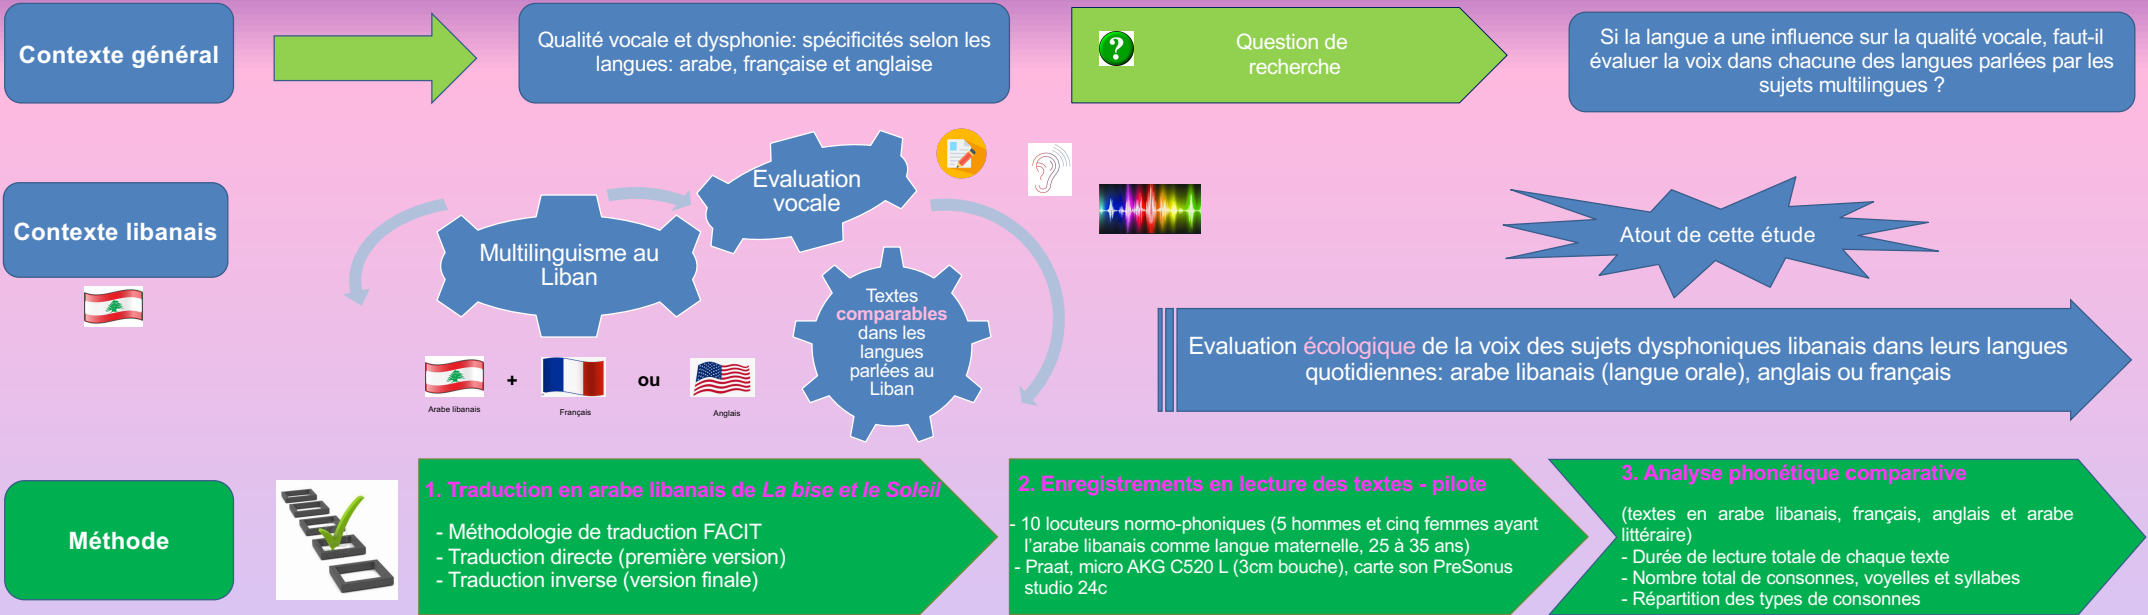 Contexte général
Qualité vocale et dysphonie: spécificités selon les
langues: arabe, française et anglaise
?
Question de
recherche
Si la langue a une influence sur la qualité vocale, faut-il
évaluer la voix dans chacune des langues parlées par les
sujets multilingues ?
Contexte libanais
Multilinguisme au
Liban
Evaluation
vocale
Textes
comparables
dans les
langues
parlées au
Liban
+
ou
Arabe libanais
Français
Anglais
Atout de cette étude
Evaluation écologique de la voix des sujets dysphoniques libanais dans leurs langues
quotidiennes: arabe libanais (langue orale), anglais ou français
Méthode
1. Traduction en arabe libanais de La bise et le Soleil
- Méthodologie de traduction FACIT
- Traduction directe (première version)
- Traduction inverse (version finale)
2. Enregistrements en lecture des textes - pilote
- 10 locuteurs normo-phoniques (5 hommes et cinq femmes ayant
l'arabe libanais comme langue maternelle, 25 à 35 ans)
- Praat, micro AKG C520 L (3cm bouche), carte son PreSonus
studio 24c
3. Analyse phonétique comparative
(textes en arabe libanais, français, anglais et arabe
littéraire)
- Durée de lecture totale de chaque texte
- Nombre total de consonnes, voyelles et syllabes
- Répartition des types de consonnes